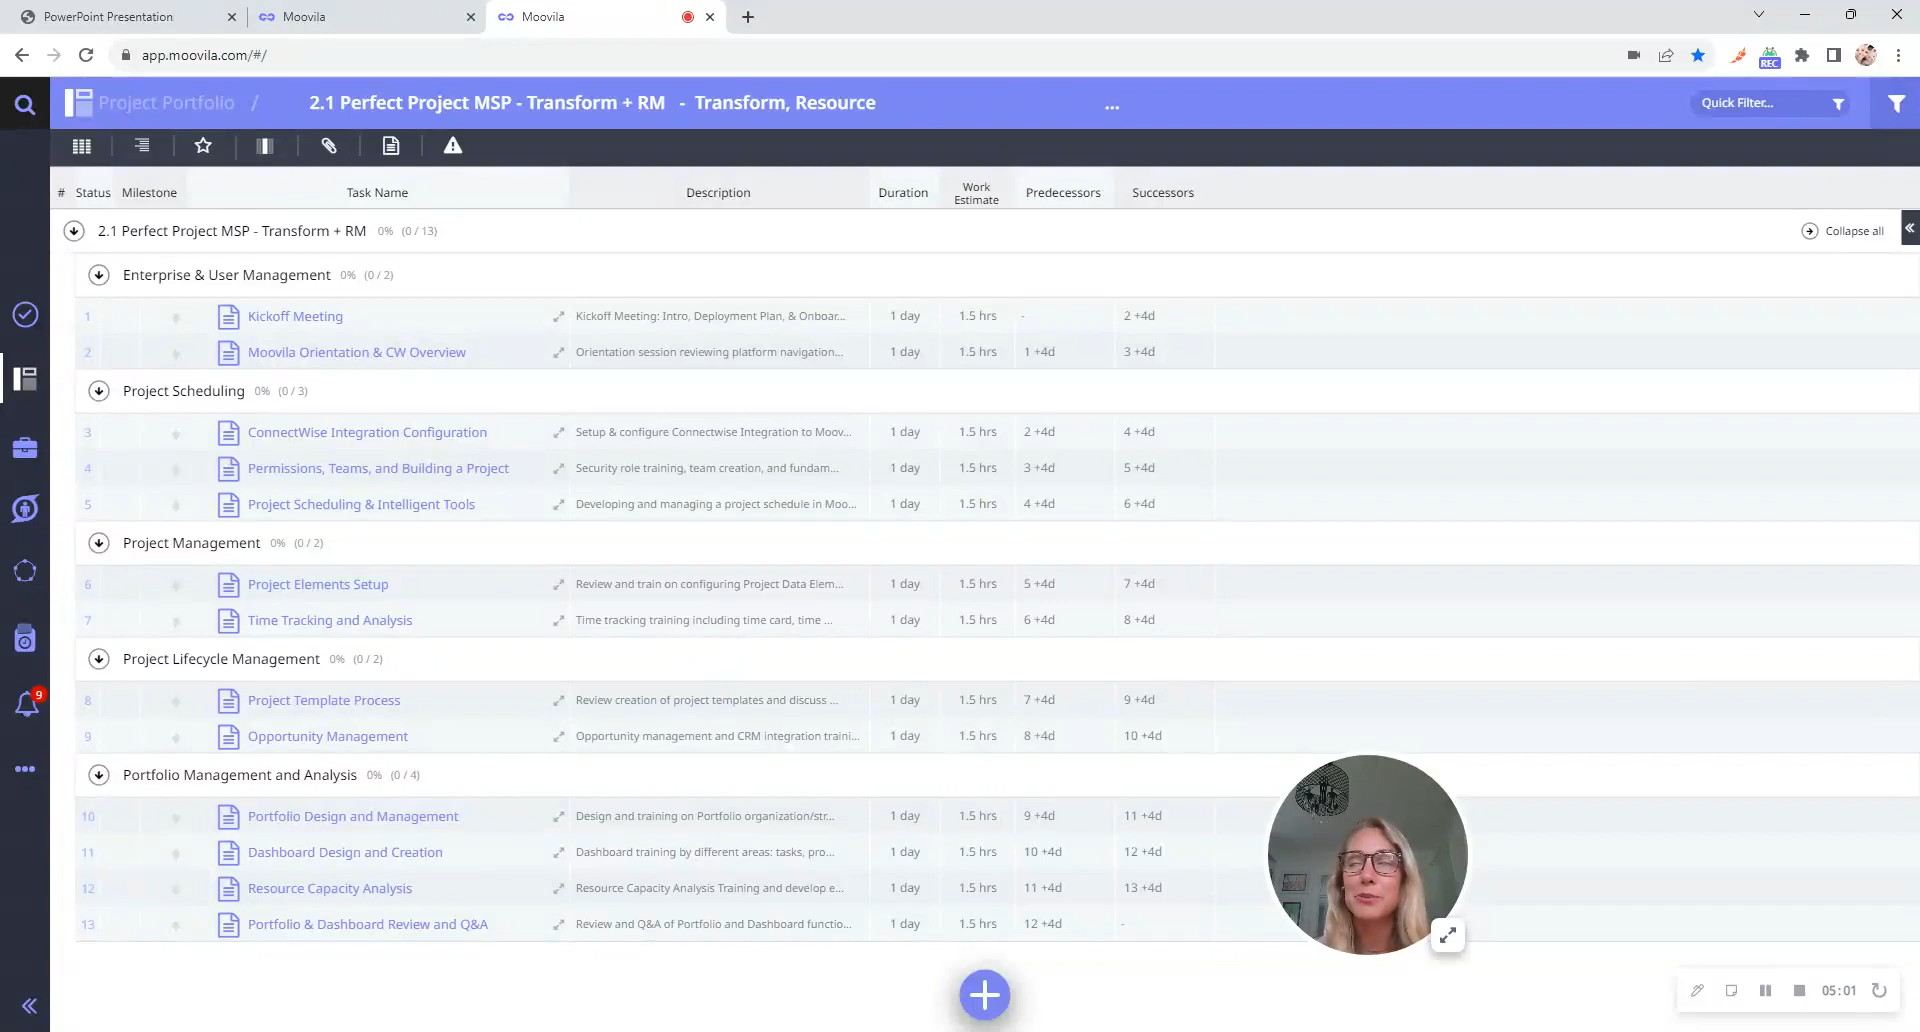 PowerPoint Presentation
Moovila
Moovila
app.moovila.com/#/
REC
Project Portfolio / 2.1 Perfect Project MSP - Transform + RM - Transform, Resource ...
Quick Filter...
# Status Milestone Task Name Description Duration Work Estimate Predecessors Successors
2.1 Perfect Project MSP - Transform + RM 0% (0 / 13) Collapse all
Enterprise & User Management 0% (0 / 2)
1 Kickoff Meeting Kickoff Meeting: Intro, Deployment Plan, & Onboar... 1 day 1.5 hrs - 2 +4d
2 Moovila Orientation & CW Overview Orientation session reviewing platform navigation... 1 day 1.5 hrs 1 +4d 3 +4d
Project Scheduling 0% (0 / 3)
3 ConnectWise Integration Configuration Setup & configure Connectwise Integration to Moov... 1 day 1.5 hrs 2 +4d 4 +4d
4 Permissions, Teams, and Building a Project Security role training, team creation, and fundam... 1 day 1.5 hrs 3 +4d 5 +4d
5 Project Scheduling & Intelligent Tools Developing and managing a project schedule in Moo... 1 day 1.5 hrs 4 +4d 6 +4d
Project Management 0% (0 / 2)
6 Project Elements Setup Review and train on configuring Project Data Elem... 1 day 1.5 hrs 5 +4d 7 +4d
7 Time Tracking and Analysis Time tracking training including time card, time ... 1 day 1.5 hrs 6 +4d 8 +4d
Project Lifecycle Management 0% (0 / 2)
8 Project Template Process Review creation of project templates and discuss ... 1 day 1.5 hrs 7 +4d 9 +4d
9 Opportunity Management Opportunity management and CRM integration traini... 1 day 1.5 hrs 8 +4d 10 +4d
Portfolio Management and Analysis 0% (0 / 4)
10 Portfolio Design and Management Design and training on Portfolio organization/str... 1 day 1.5 hrs 9 +4d 11 +4d
11 Dashboard Design and Creation Dashboard training by different areas: tasks, pro... 1 day 1.5 hrs 10 +4d 12 +4d
12 Resource Capacity Analysis Resource Capacity Analysis Training and develop e... 1 day 1.5 hrs 11 +4d 13 +4d
13 Portfolio & Dashboard Review and Q&A Review and Q&A of Portfolio and Dashboard functio... 1 day 1.5 hrs 12 +4d -
9
05:01